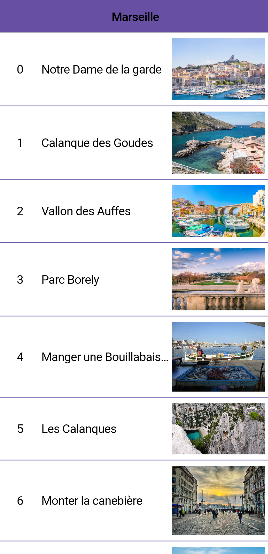 Marseille
0 Notre Dame de la garde
1 Calanque des Goudes
2 Vallon des Auffes
3 Parc Borely
4 Manger une Bouillabais...
5 Les Calanques
6 Monter la canebière